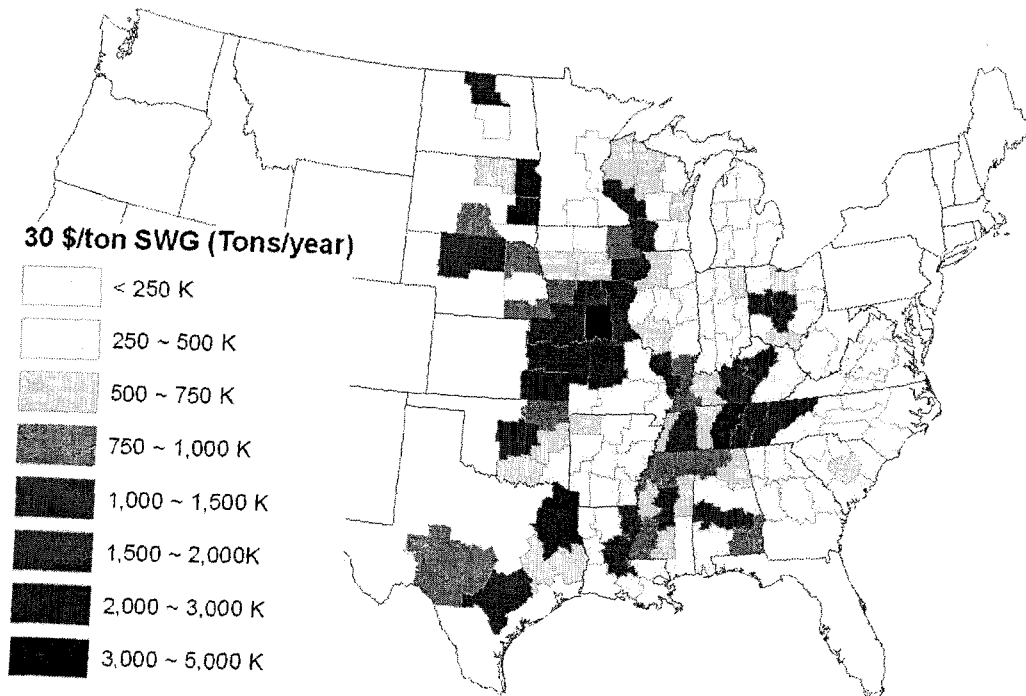 30 $/ton SWG (Tons/year)
< 250 K
250 ~ 500 K
500 ~ 750 K
750 ~ 1,000 K
1,000 ~ 1,500 K
1,500 ~ 2,000K
2,000 ~ 3,000 K
3,000 ~ 5,000 K